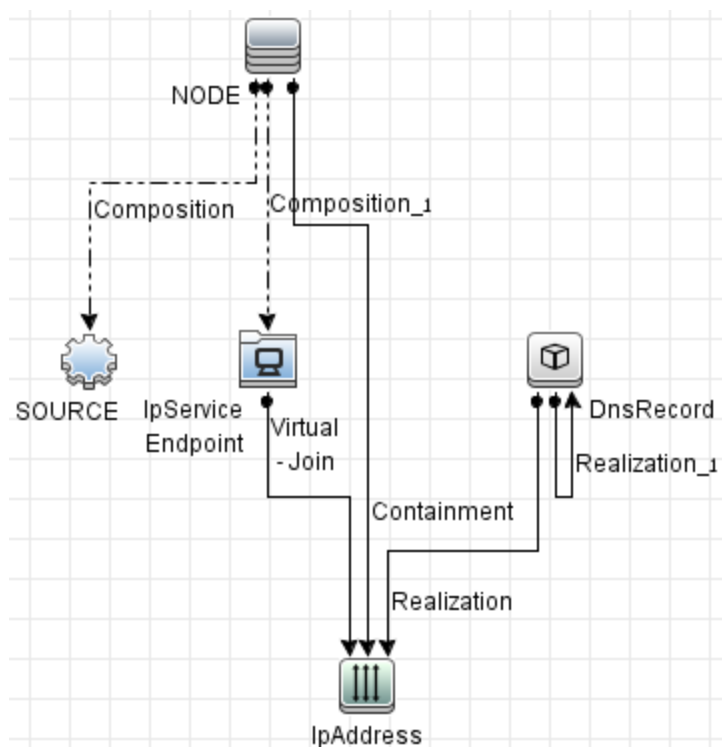 NODE
Composition
Composition_1
SOURCE
IpService
Endpoint
Virtual
- Join
DnsRecord
Realization_1
Containment
Realization
IpAddress